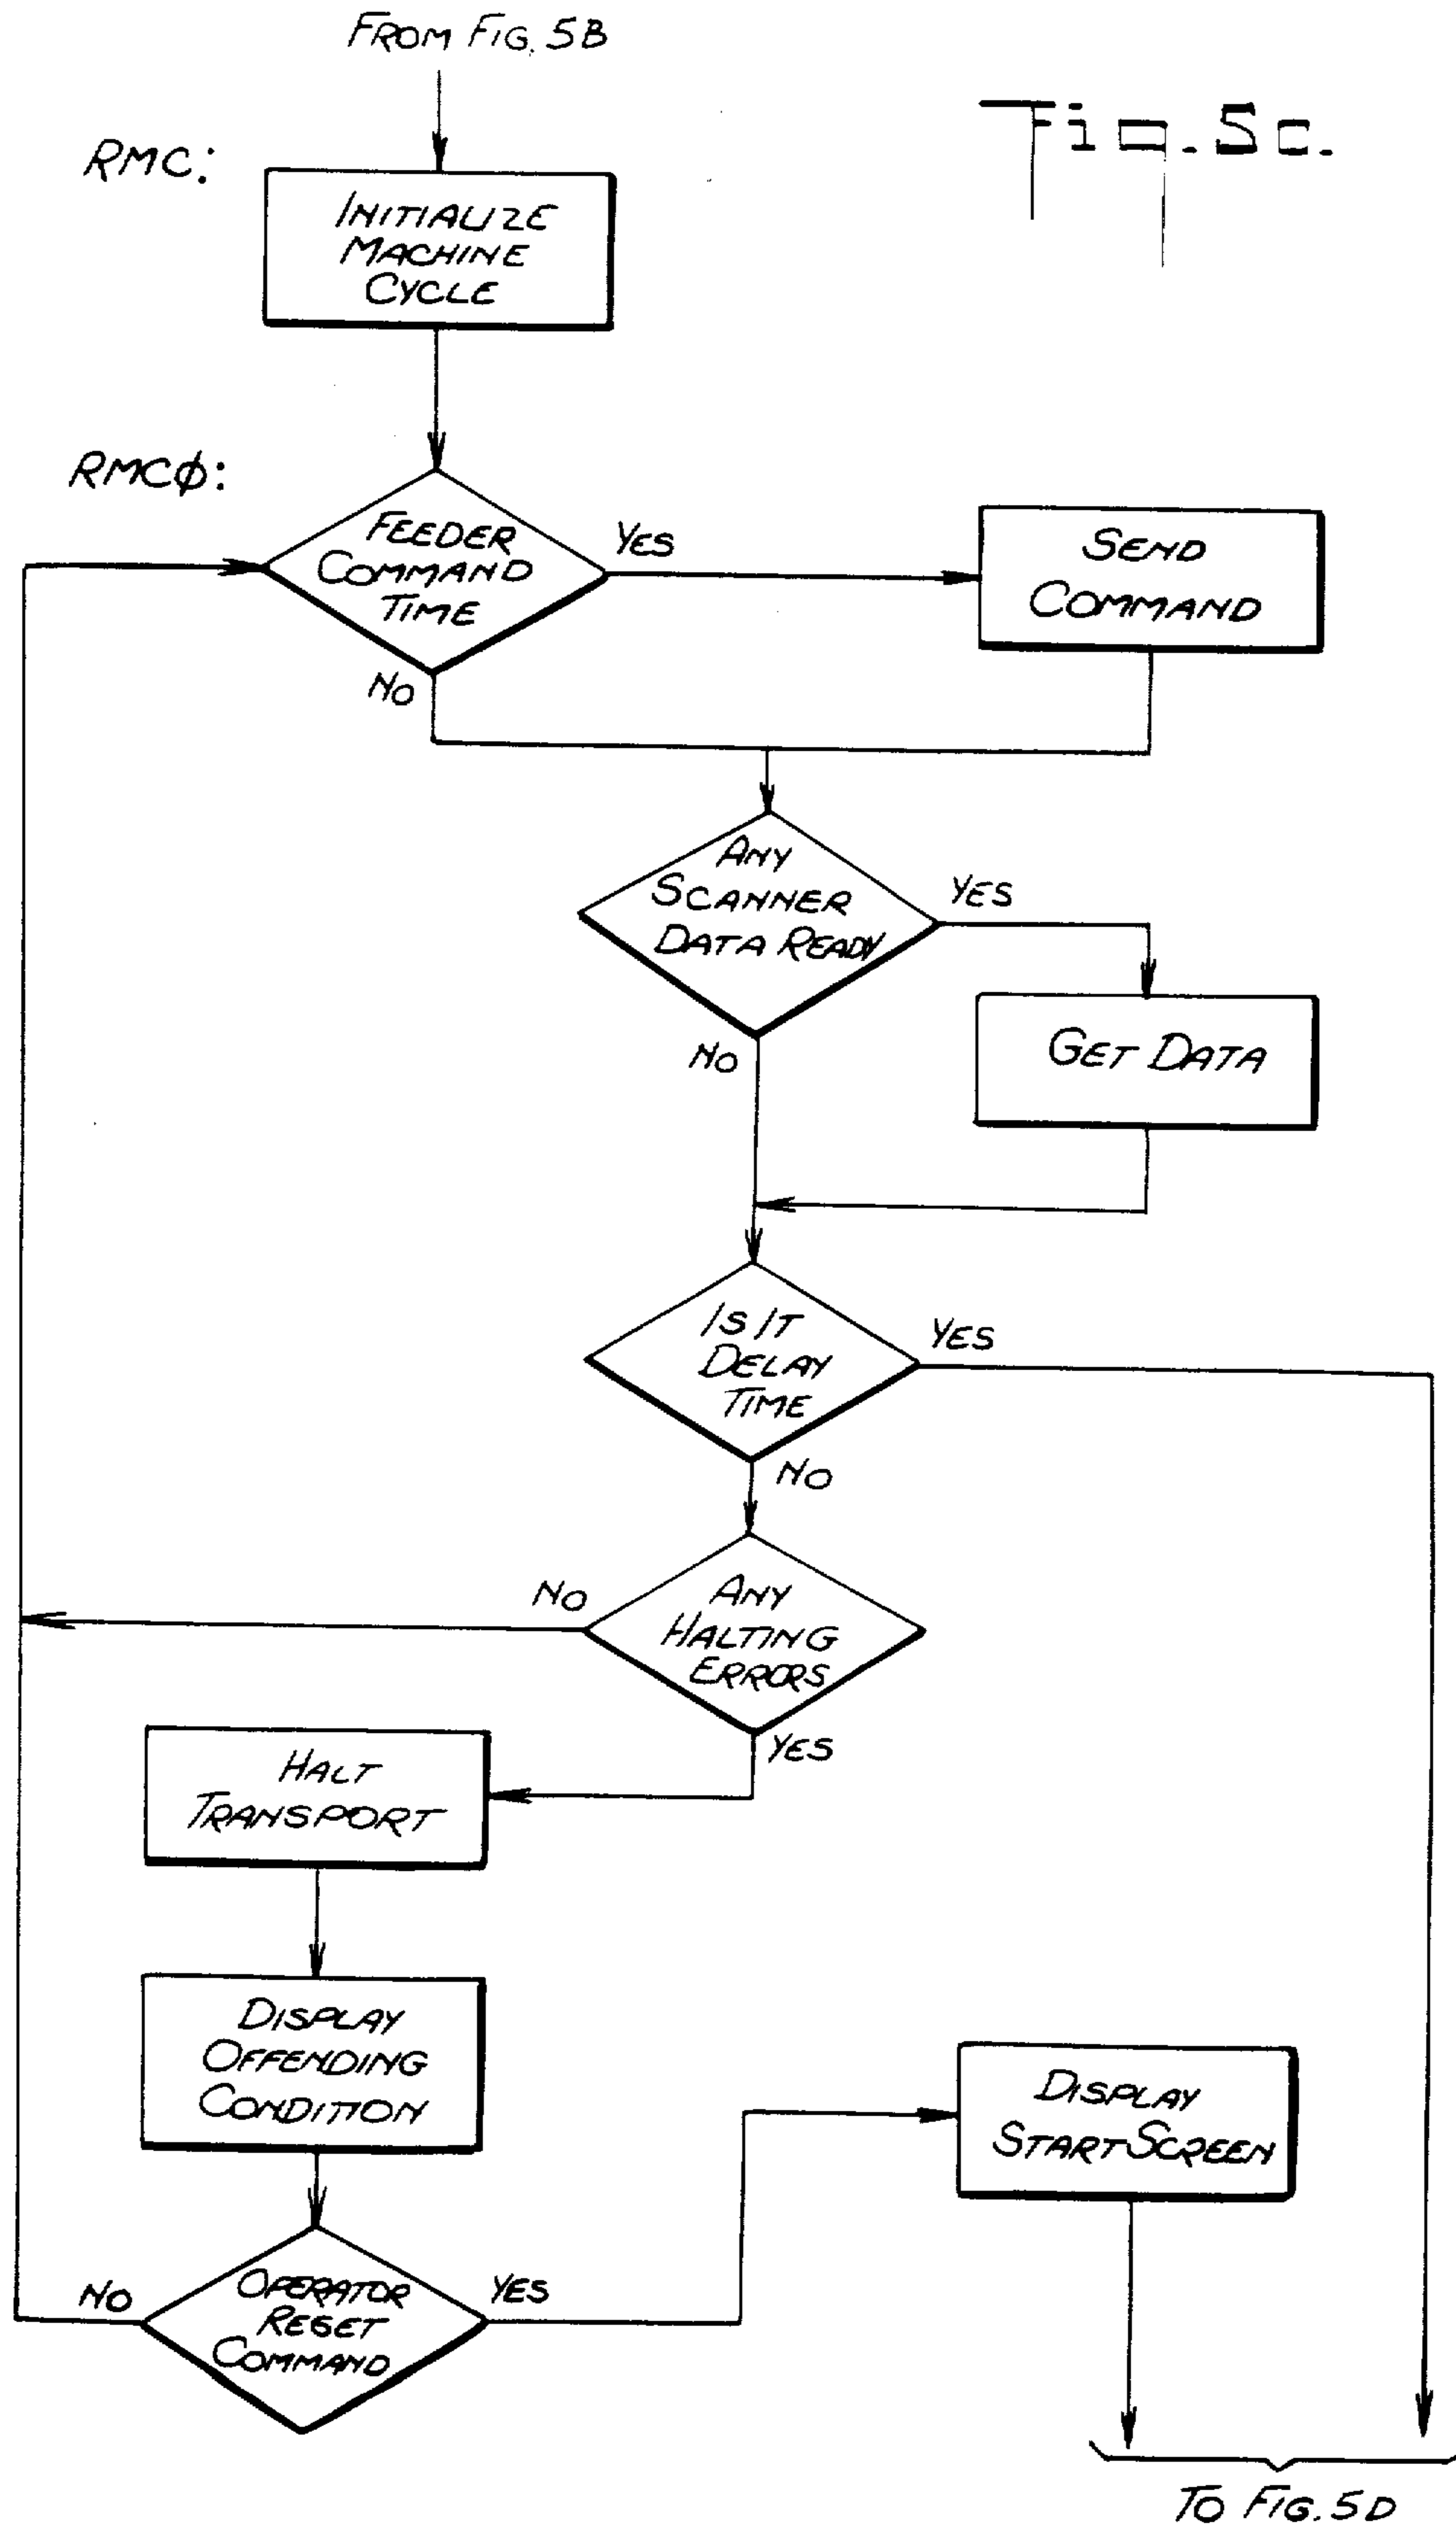 FROM FIG. 5B
Fig. 5c.
RMC:
INITIALIZE
MACHINE
CYCLE
RMCϕ:
FEEDER
COMMAND
TIME
YES
SEND
COMMAND
NO
ANY
SCANNER
DATA READY
YES
NO
GET DATA
IS IT
DELAY
TIME
YES
NO
NO
ANY
HALTING
ERRORS
YES
HALT
TRANSPORT
DISPLAY
OFFENDING
CONDITION
DISPLAY
START SCREEN
NO
OPERATOR
RESET
COMMAND
YES
TO FIG. 5D